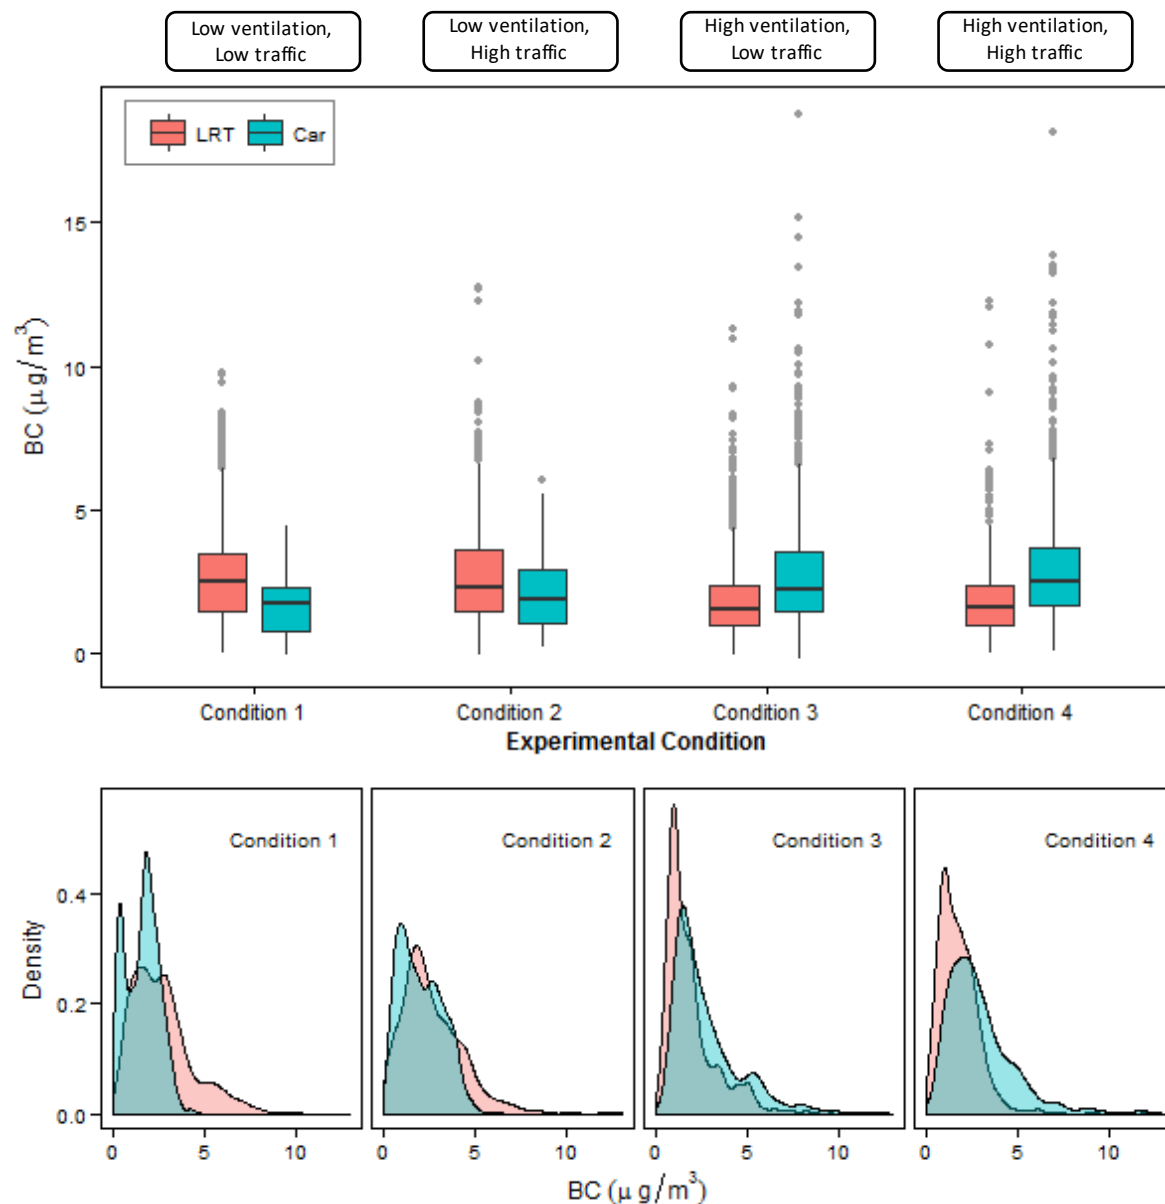 Low ventilation,
Low traffic
Low ventilation,
High traffic
High ventilation,
Low traffic
High ventilation,
High traffic
LRT
Car
BC (μ g/m³)
15
10
5
0
Condition 1
Condition 2
Condition 3
Condition 4
Experimental Condition
Condition 1
Condition 2
Condition 3
Condition 4
Density
0.4
0.2
0.0
0 5 10
0 5 10
0 5 10
0 5 10
BC (μ g/m³)